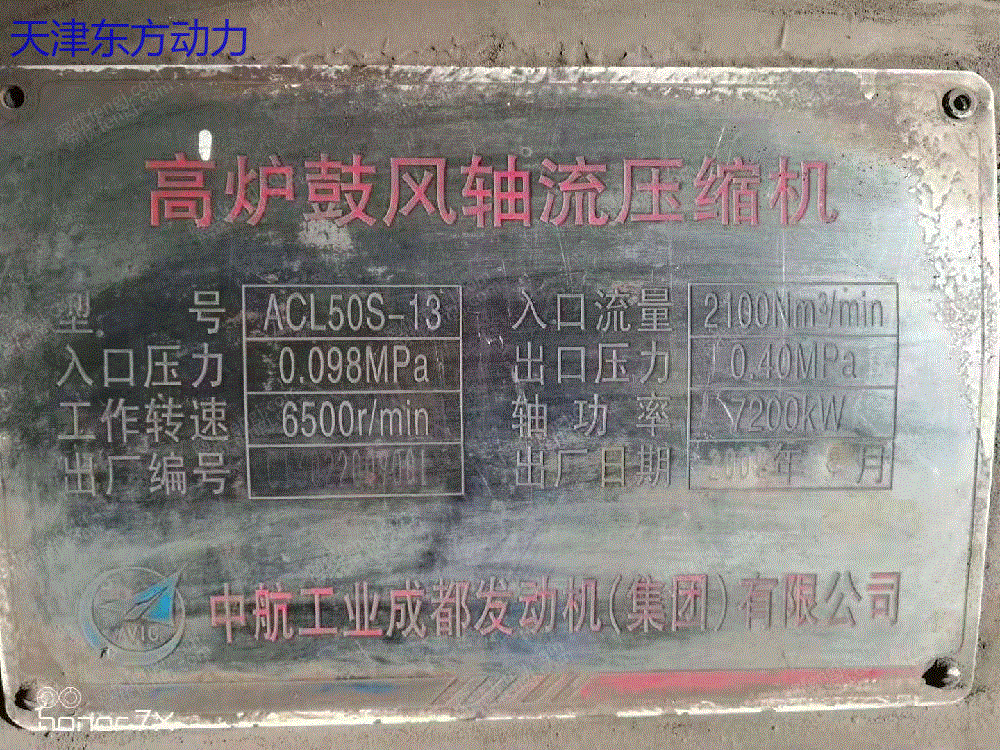 天津东方动力
高炉鼓风轴流压缩机
型 号 ACL50S-13 入口流量 2100Nm³/min
入口压力 0.098MPa 出口压力 0.40MPa
工作转速 6500r/min 轴功率 7200kW
出厂编号 出厂日期 年 月
AVIC 中航工业成都发动机(集团)有限公司
honor 7X